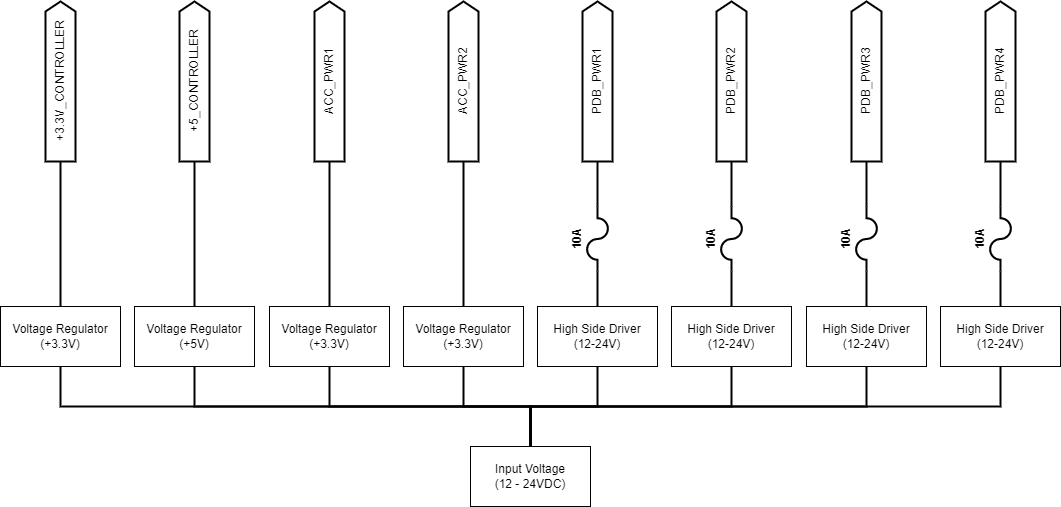 +3.3V_CONTROLLER
+5_CONTROLLER
ACC_PWR1
ACC_PWR2
PDB_PWR1
PDB_PWR2
PDB_PWR3
PDB_PWR4
10A
10A
10A
10A
Voltage Regulator
(+3.3V)
Voltage Regulator
(+5V)
Voltage Regulator
(+3.3V)
Voltage Regulator
(+3.3V)
High Side Driver
(12-24V)
High Side Driver
(12-24V)
High Side Driver
(12-24V)
High Side Driver
(12-24V)
Input Voltage
(12 - 24VDC)